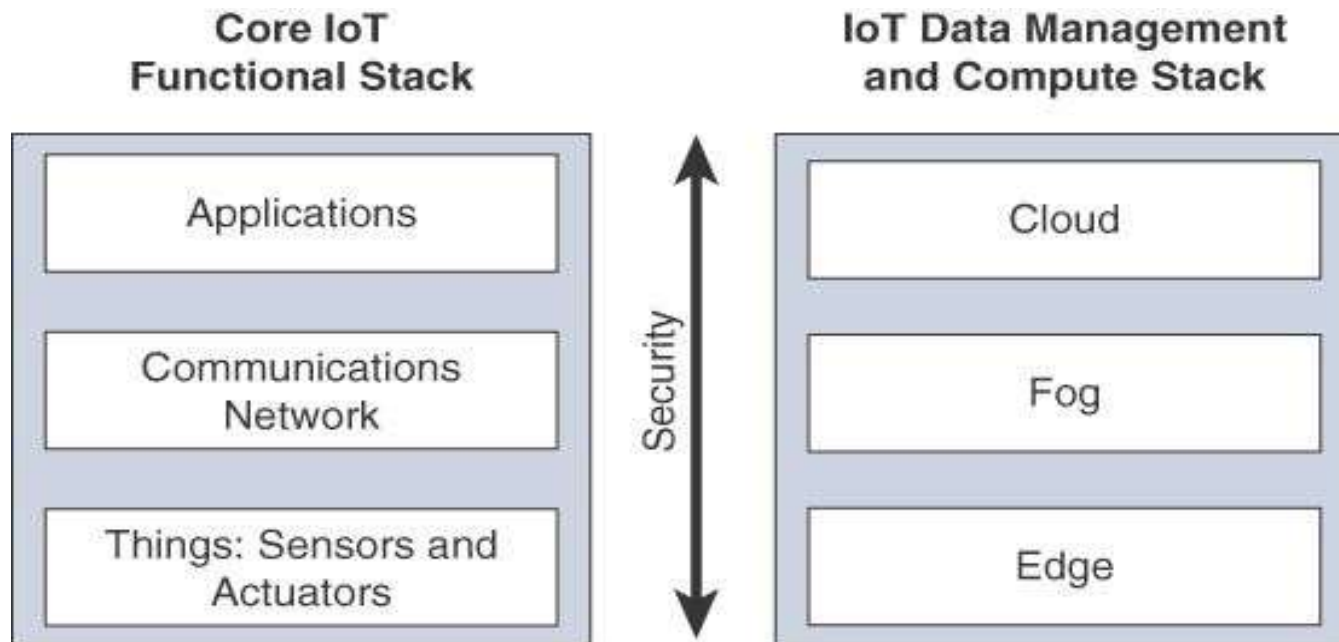 Core IoT
Functional Stack
Applications
Communications
Network
Things: Sensors and
Actuators
Security
IoT Data Management
and Compute Stack
Cloud
Fog
Edge